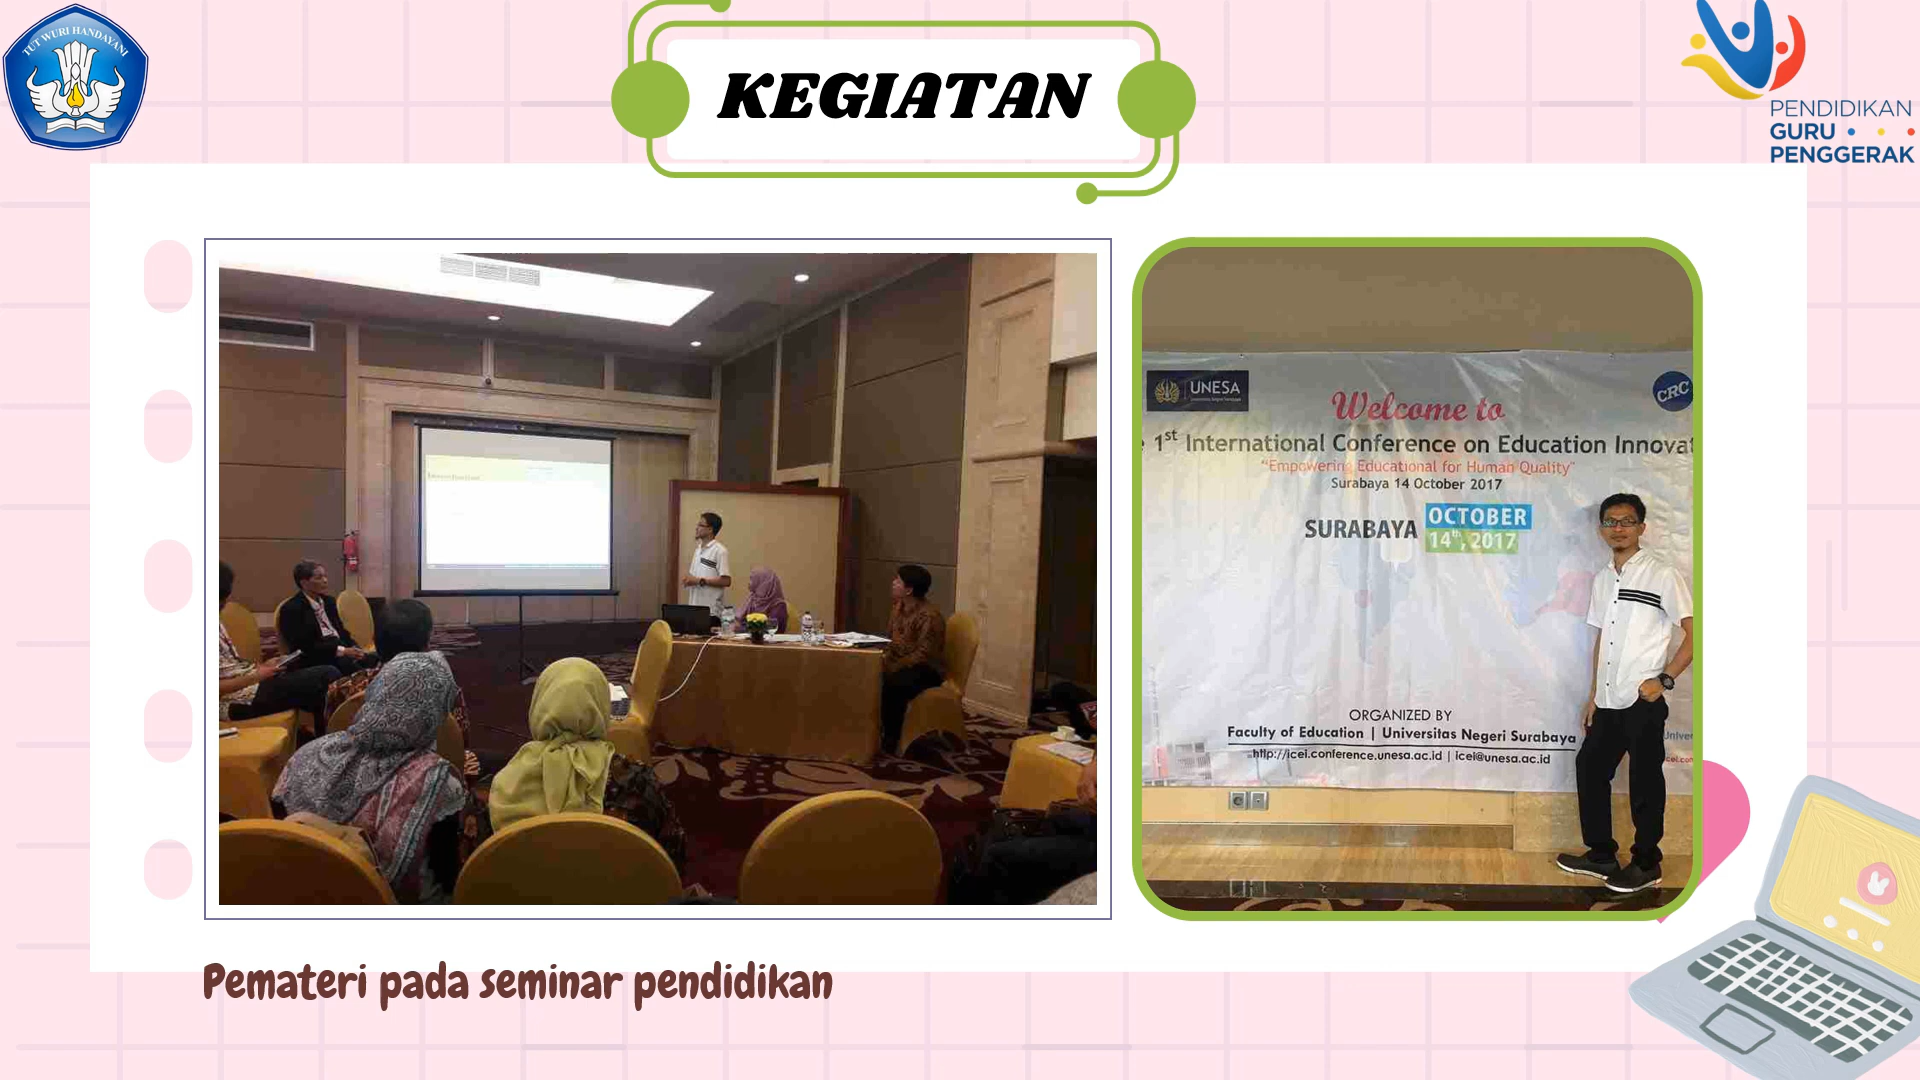 TUT WURI HANDAYANI
KEGIATAN
PENDIDIKAN
GURU
PENGGERAK
UNESA
CRC
Welcome to
1st International Conference on Education Innovat
"Empowering Educational for Human Quality"
Surabaya 14 October 2017
SURABAYA
OCTOBER
14th, 2017
ORGANIZED BY
Faculty of Education | Universitas Negeri Surabaya
http://icei.conference.unesa.ac.id | icei@unesa.ac.id
Pemateri pada seminar pendidikan